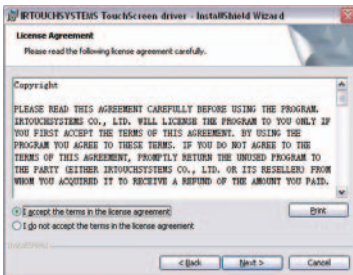 IRTOUCHSYSTEMS TouchScreen driver - InstallShield Wizard
License Agreement
Please read the following license agreement carefully.
Copyright
PLEASE READ THIS AGREEMENT CAREFULLY BEFORE USING THE PROGRAM.
IRTOUCHSYSTEMS CO., LTD. WILL LICENSE THE PROGRAM TO YOU ONLY IF
YOU FIRST ACCEPT THE TERMS OF THIS AGREEMENT. BY USING THE
PROGRAM YOU AGREE TO THESE TERMS. IF YOU DO NOT AGREE TO THE
TERMS OF THIS AGREEMENT, PROMPTLY RETURN THE UNUSED PROGRAM TO
THE PARTY (EITHER IRTOUCHSYSTEMS CO., LTD. OR ITS RESELLER) FROM
WHOM YOU ACQUIRED IT TO RECEIVE A REFUND OF THE AMOUNT YOU PAID.
I accept the terms in the license agreement
Print
I do not accept the terms in the license agreement
InstallShield
< Back
Next >
Cancel